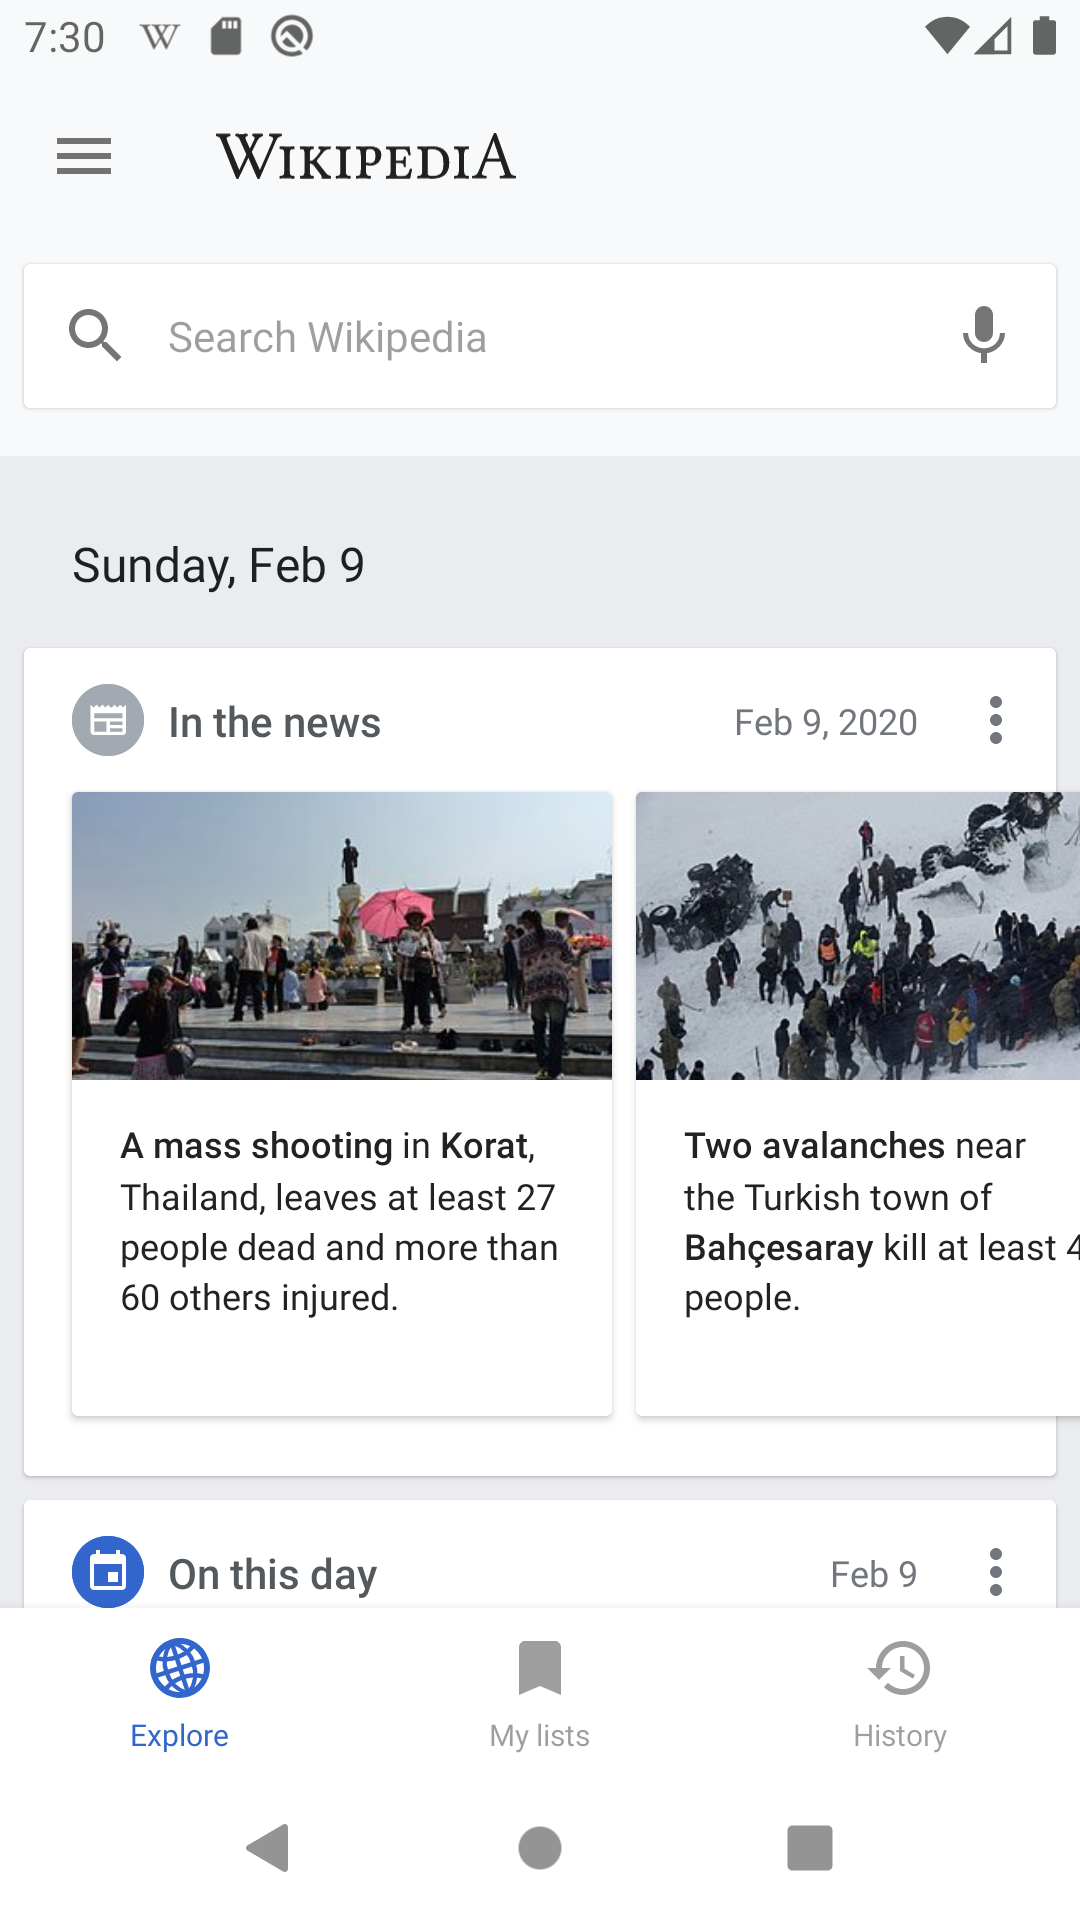 7:30
WIKIPEDIA
Search Wikipedia
Sunday, Feb 9
In the news
Feb 9, 2020
A mass shooting in Korat,
Thailand, leaves at least 27
people dead and more than
60 others injured.
Two avalanches near
the Turkish town of
Bahçesaray kill at least 4
people.
On this day
Feb 9
Explore
My lists
History